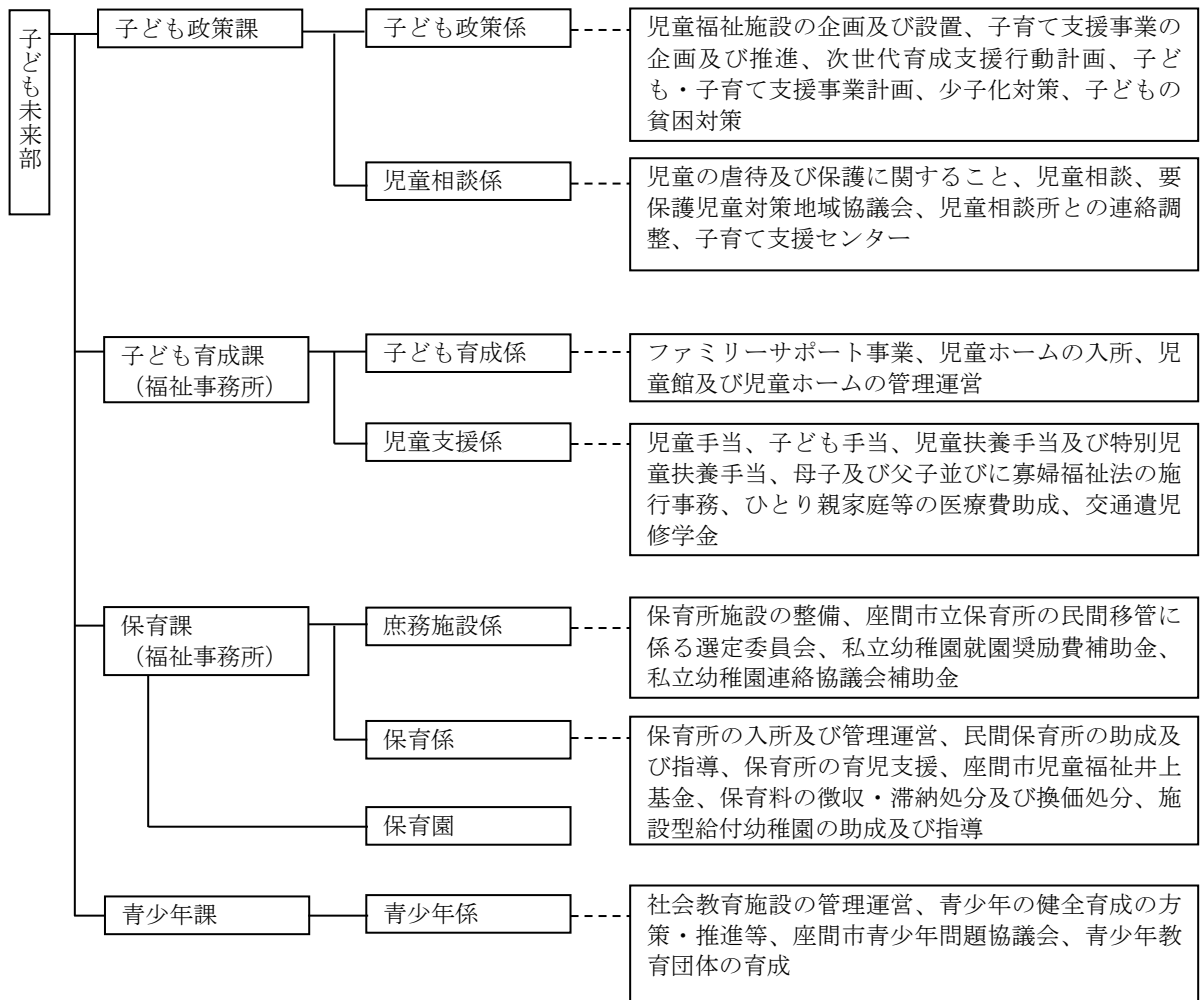 子ども未来部
子ども政策課
子ども政策係
児童福祉施設の企画及び設置、子育て支援事業の
企画及び推進、次世代育成支援行動計画、子ど
も・子育て支援事業計画、少子化対策、子どもの
貧困対策
児童相談係
児童の虐待及び保護に関すること、児童相談、要
保護児童対策地域協議会、児童相談所との連絡調
整、子育て支援センター
子ども育成課
（福祉事務所）
子ども育成係
ファミリーサポート事業、児童ホームの入所、児
童館及び児童ホームの管理運営
児童支援係
児童手当、子ども手当、児童扶養手当及び特別児
童扶養手当、母子及び父子並びに寡婦福祉法の施
行事務、ひとり親家庭等の医療費助成、交通遺児
修学金
保育課
（福祉事務所）
庶務施設係
保育所施設の整備、座間市立保育所の民間移管に
係る選定委員会、私立幼稚園就園奨励費補助金、
私立幼稚園連絡協議会補助金
保育係
保育所の入所及び管理運営、民間保育所の助成及
び指導、保育所の育児支援、座間市児童福祉井上
基金、保育料の徴収・滞納処分及び換価処分、施
設型給付幼稚園の助成及び指導
保育園
青少年課
青少年係
社会教育施設の管理運営、青少年の健全育成の方
策・推進等、座間市青少年問題協議会、青少年教
育団体の育成